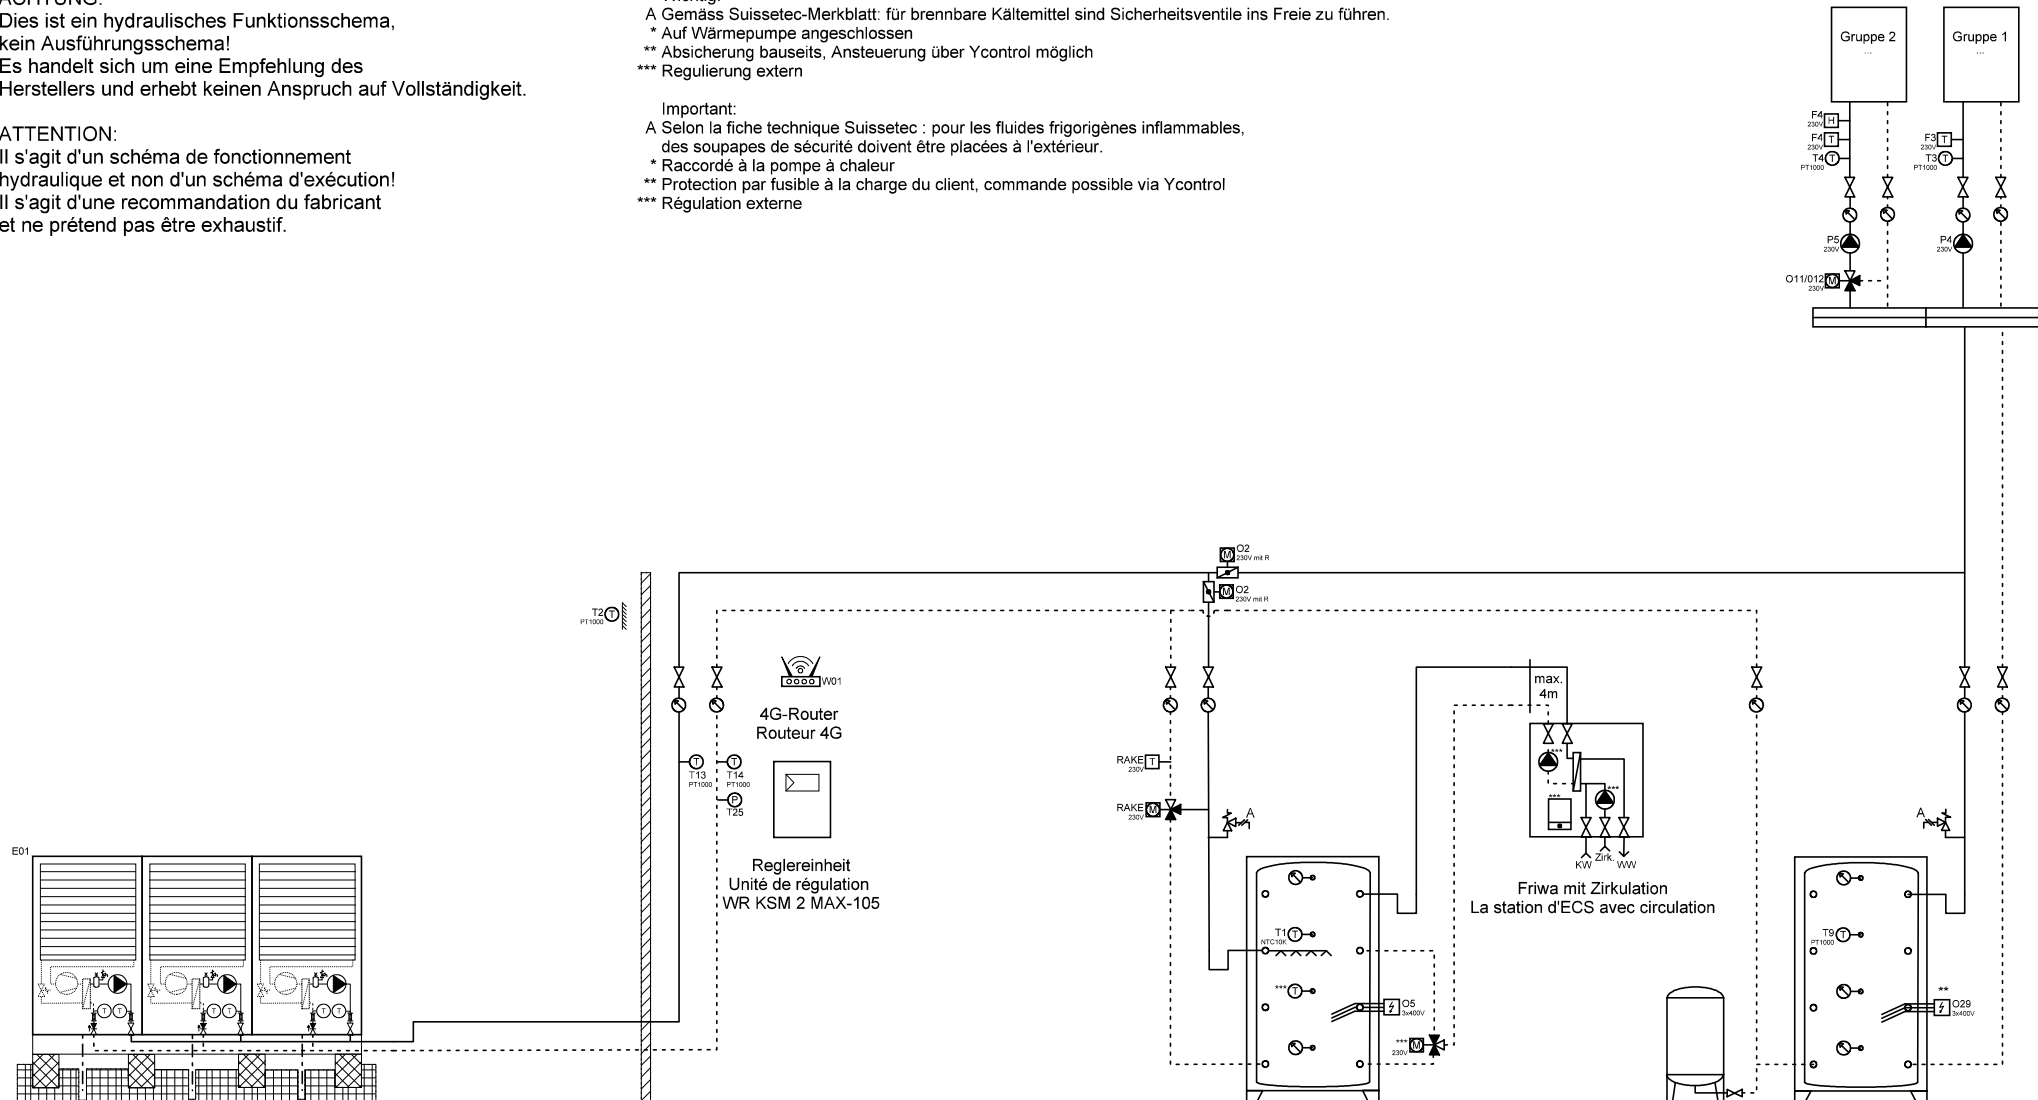 ACHTUNG:
Dies ist ein hydraulisches Funktionsschema,
kein Ausführungsschema!
Es handelt sich um eine Empfehlung des
Herstellers und erhebt keinen Anspruch auf Vollständigkeit.
ATTENTION:
Il s'agit d'un schéma de fonctionnement
hydraulique et non d'un schéma d'exécution!
Il s'agit d'une recommandation du fabricant
et ne prétend pas être exhaustif.
Wichtig:
A Gemäss Suissetec-Merkblatt: für brennbare Kältemittel sind Sicherheitsventile ins Freie zu führen.
* Auf Wärmepumpe angeschlossen
** Absicherung bauseits, Ansteuerung über Ycontrol möglich
*** Regulierung extern
Important:
A Selon la fiche technique Suissetec : pour les fluides frigorigènes inflammables,
des soupapes de sécurité doivent être placées à l'extérieur.
* Raccordé à la pompe à chaleur
** Protection par fusible à la charge du client, commande possible via Ycontrol
*** Régulation externe
Gruppe 2
...
Gruppe 1
...
F4 H
230V
F4 T
230V
T4 T
PT1000
F3 T
230V
T3 T
PT1000
P5
230V
P4
230V
O11/012 M
230V
M O2
230V mit R
M O2
230V mit R
T2 T
PT1000
W01
4G-Router
Routeur 4G
T
T13
PT1000
T
T14
PT1000
P
T25
Reglereinheit
Unité de régulation
WR KSM 2 MAX-105
RAKE T
230V
RAKE M
230V
A
max.
4m
***
***
***
KW Zirk. WW
Friwa mit Zirkulation
La station d'ECS avec circulation
A
E01
T T
T T
T T
T1 T
NTC10K
*** T
O5
3x400V
*** M
230V
T9 T
PT1000
**
O29
3x400V